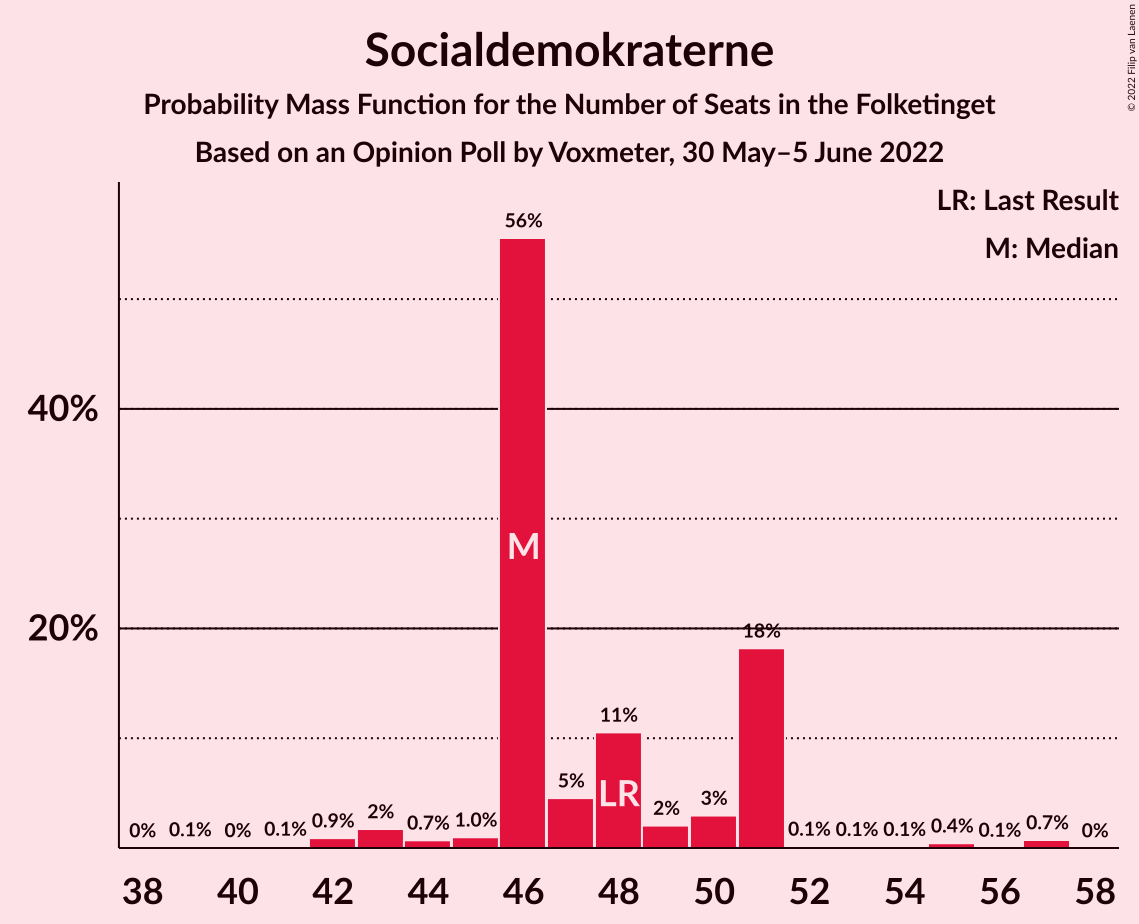 Socialdemokraterne
Probability Mass Function for the Number of Seats in the Folketinget
Based on an Opinion Poll by Voxmeter, 30 May–5 June 2022
© 2022 Filip van Laenen
LR: Last Result
M: Median
40%
20%
0%
0.1%
0%
0.1%
0.9%
2%
0.7%
1.0%
56%
M
5%
11%
LR
2%
3%
18%
0.1%
0.1%
0.1%
0.4%
0.1%
0.7%
0%
38 40 42 44 46 48 50 52 54 56 58